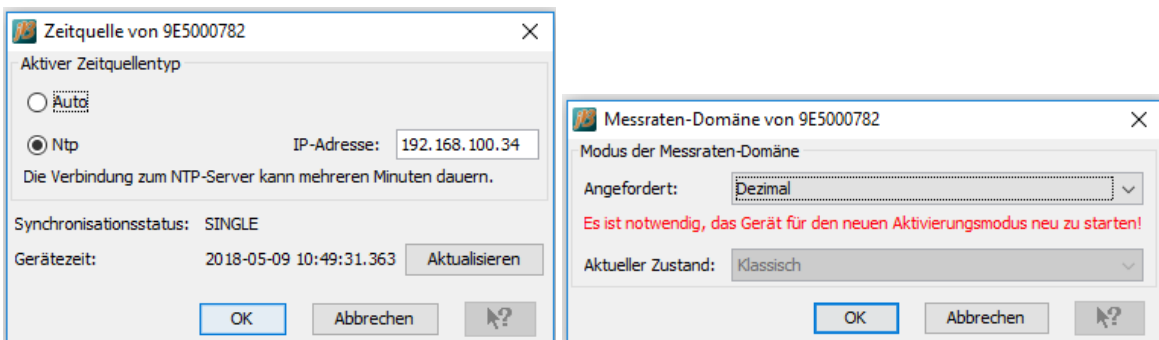 Zeitquelle von 9E5000782
Aktiver Zeitquellentyp
Auto
Ntp IP-Adresse: 192.168.100.34
Die Verbindung zum NTP-Server kann mehreren Minuten dauern.
Synchronisationsstatus: SINGLE
Gerätezeit: 2018-05-09 10:49:31.363 Aktualisieren
OK Abbrechen ?
Messraten-Domäne von 9E5000782
Modus der Messraten-Domäne
Angefordert: Dezimal
Es ist notwendig, das Gerät für den neuen Aktivierungsmodus neu zu starten!
Aktueller Zustand: Klassisch
OK Abbrechen ?